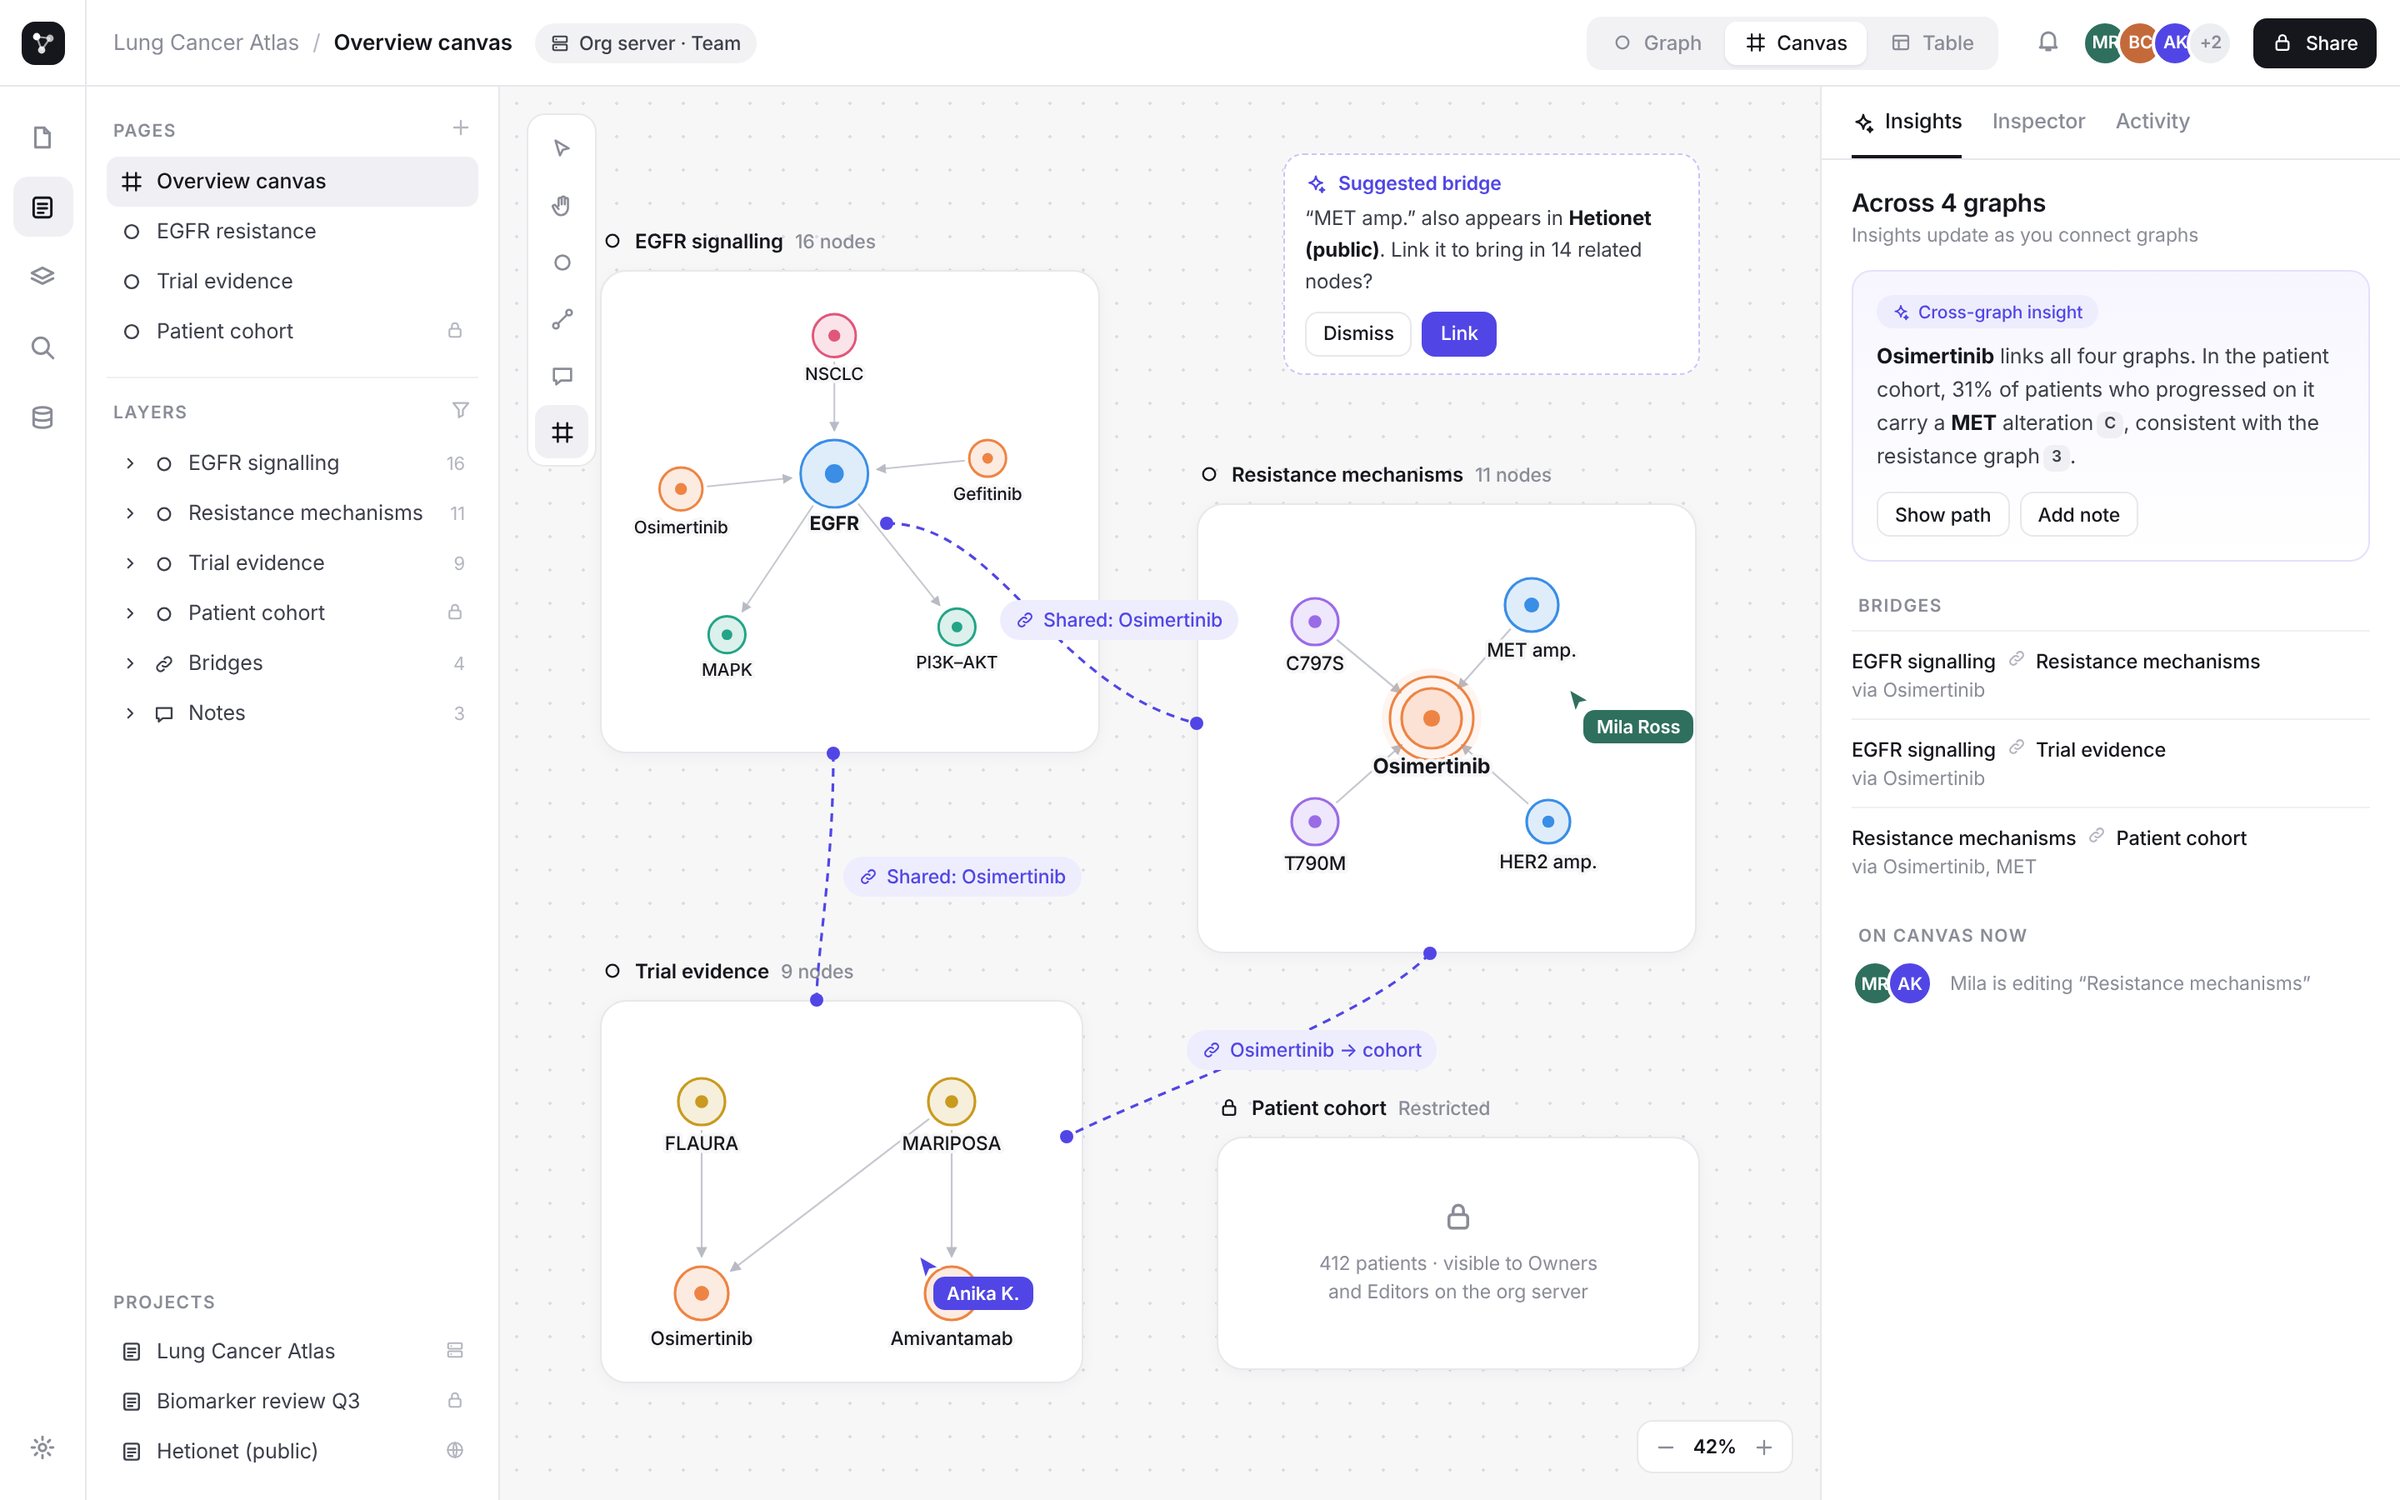 Lung Cancer Atlas / Overview canvas
Org server · Team
Graph
Canvas
Table
MR
BC
AK
+2
Share
PAGES
Overview canvas
EGFR resistance
Trial evidence
Patient cohort
LAYERS
EGFR signalling 16
Resistance mechanisms 11
Trial evidence 9
Patient cohort
Bridges 4
Notes 3
PROJECTS
Lung Cancer Atlas
Biomarker review Q3
Hetionet (public)
EGFR signalling 16 nodes
NSCLC
Osimertinib
EGFR
Gefitinib
MAPK
PI3K–AKT
Shared: Osimertinib
Suggested bridge
“MET amp.” also appears in Hetionet
(public). Link it to bring in 14 related
nodes?
Dismiss
Link
Resistance mechanisms 11 nodes
C797S
MET amp.
Mila Ross
Osimertinib
T790M
HER2 amp.
Shared: Osimertinib
Trial evidence 9 nodes
FLAURA
MARIPOSA
Osimertinib
Anika K.
Amivantamab
Osimertinib → cohort
Patient cohort Restricted
412 patients · visible to Owners
and Editors on the org server
42%
Insights
Inspector
Activity
Across 4 graphs
Insights update as you connect graphs
Cross-graph insight
Osimertinib links all four graphs. In the patient
cohort, 31% of patients who progressed on it
carry a MET alteration C, consistent with the
resistance graph 3.
Show path
Add note
BRIDGES
EGFR signalling Resistance mechanisms
via Osimertinib
EGFR signalling Trial evidence
via Osimertinib
Resistance mechanisms Patient cohort
via Osimertinib, MET
ON CANVAS NOW
MR
AK
Mila is editing “Resistance mechanisms”